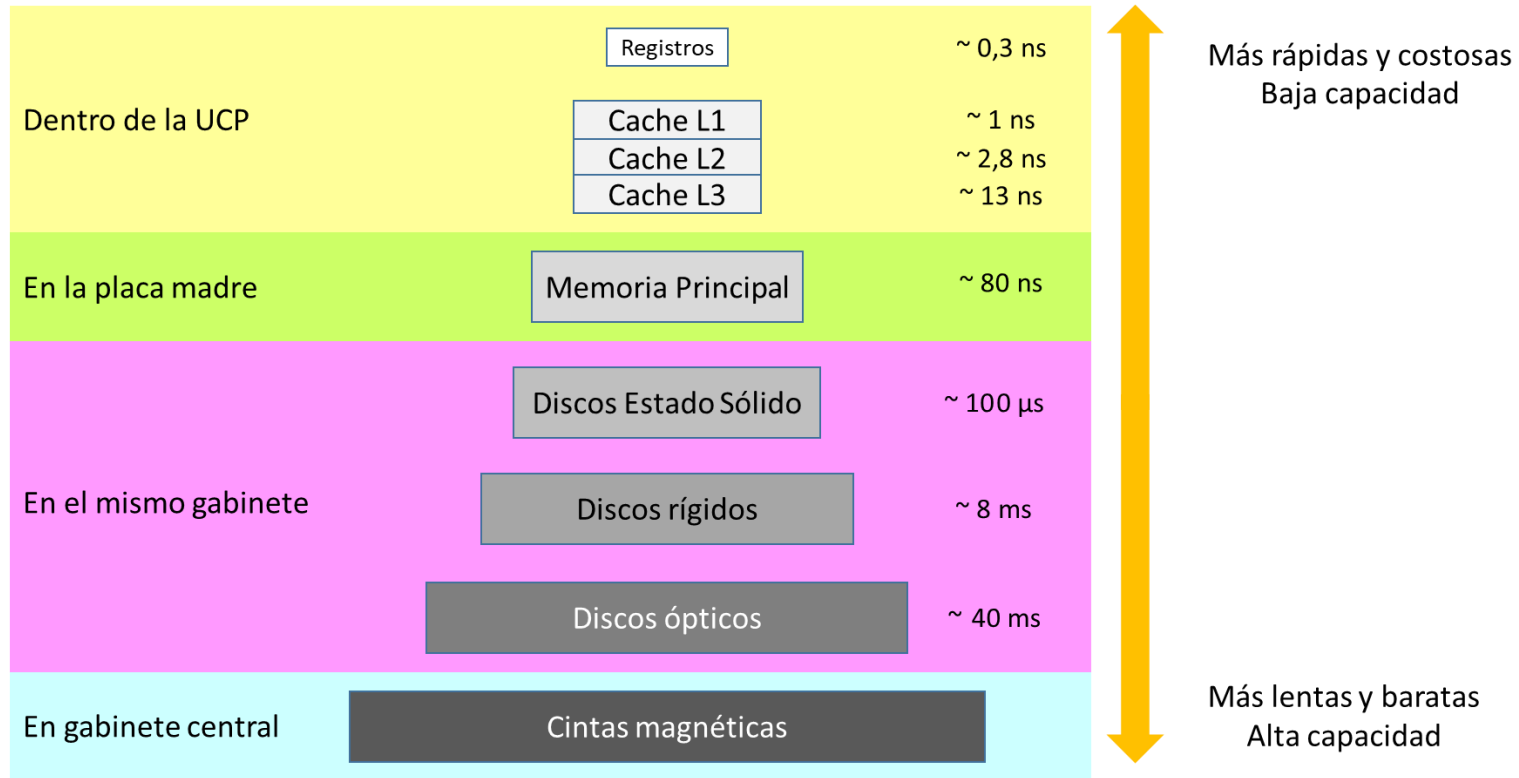 Registros
~ 0,3 ns
Más rápidas y costosas
Baja capacidad
Dentro de la UCP
Cache L1
~ 1 ns
Cache L2
~ 2,8 ns
Cache L3
~ 13 ns
En la placa madre
Memoria Principal
~ 80 ns
Discos Estado Sólido
~ 100 µs
En el mismo gabinete
Discos rígidos
~ 8 ms
Discos ópticos
~ 40 ms
En gabinete central
Cintas magnéticas
Más lentas y baratas
Alta capacidad